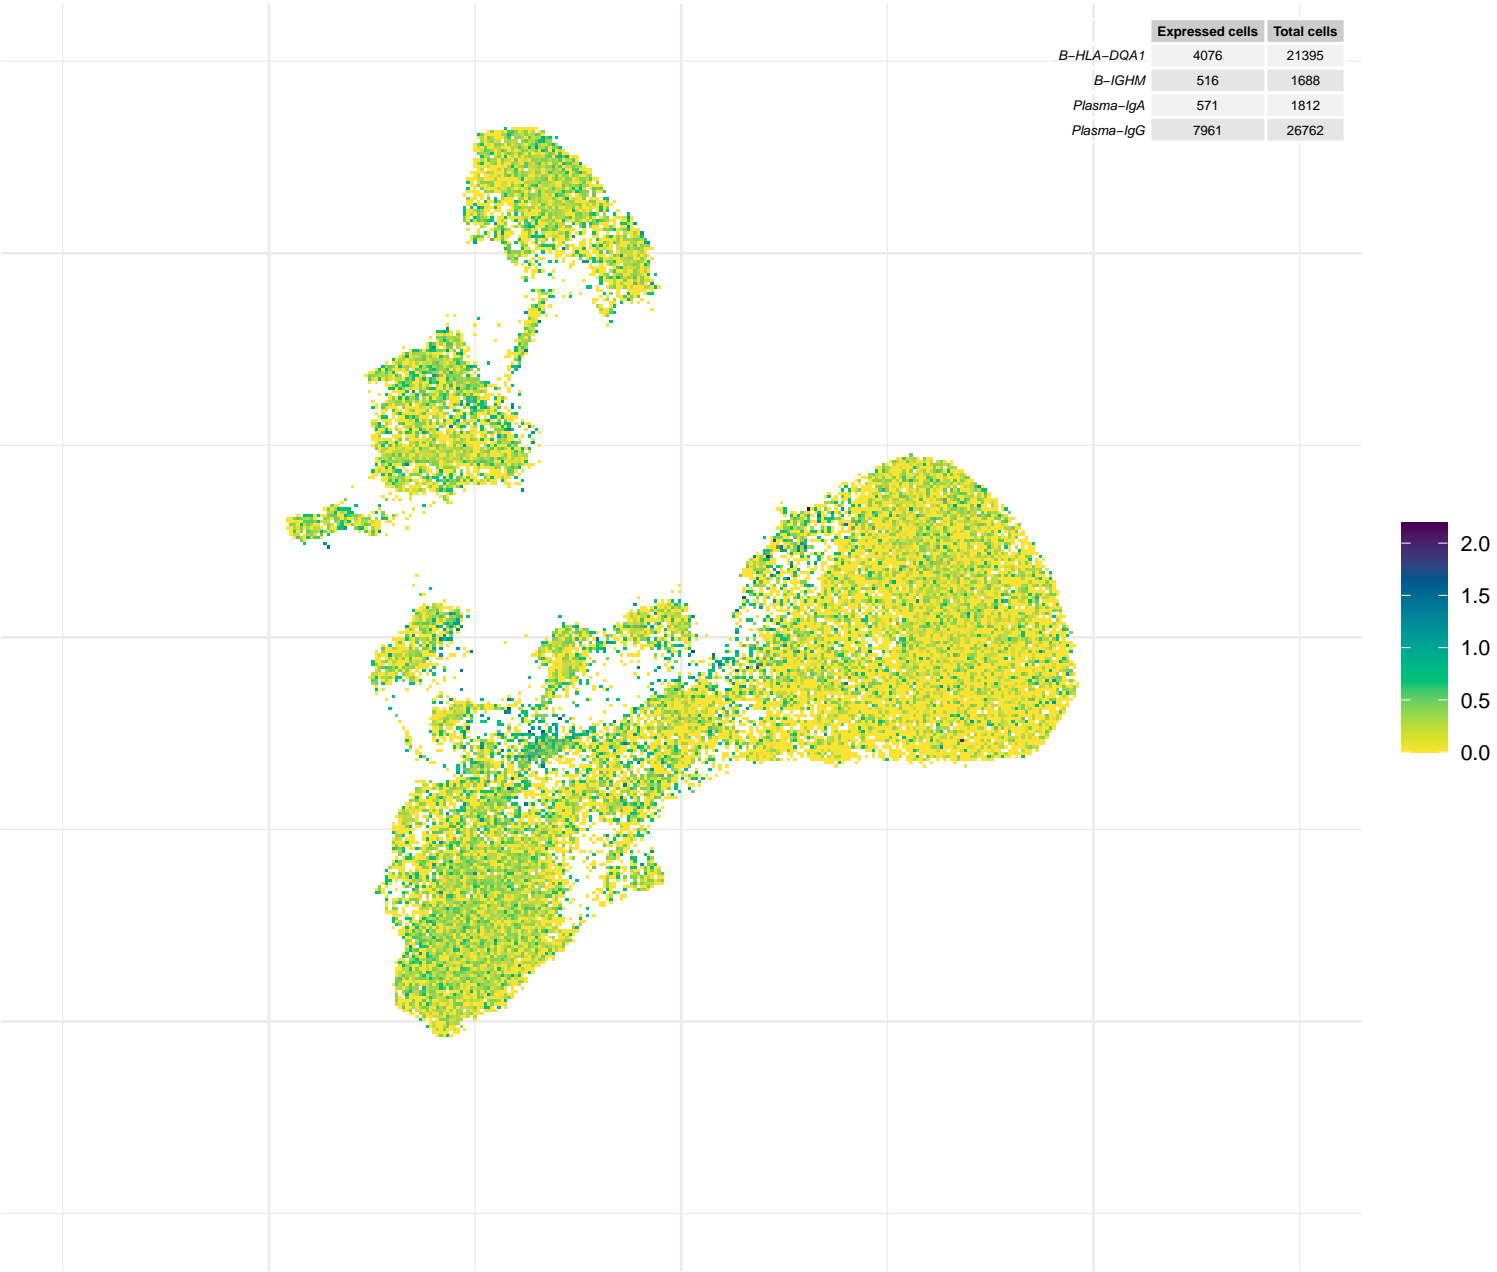 Expressed cells Total cells
B−HLA−DQA1 4076 21395
B−IGHM 516 1688
Plasma−IgA 571 1812
Plasma−IgG 7961 26762
2.0
1.5
1.0
0.5
0.0